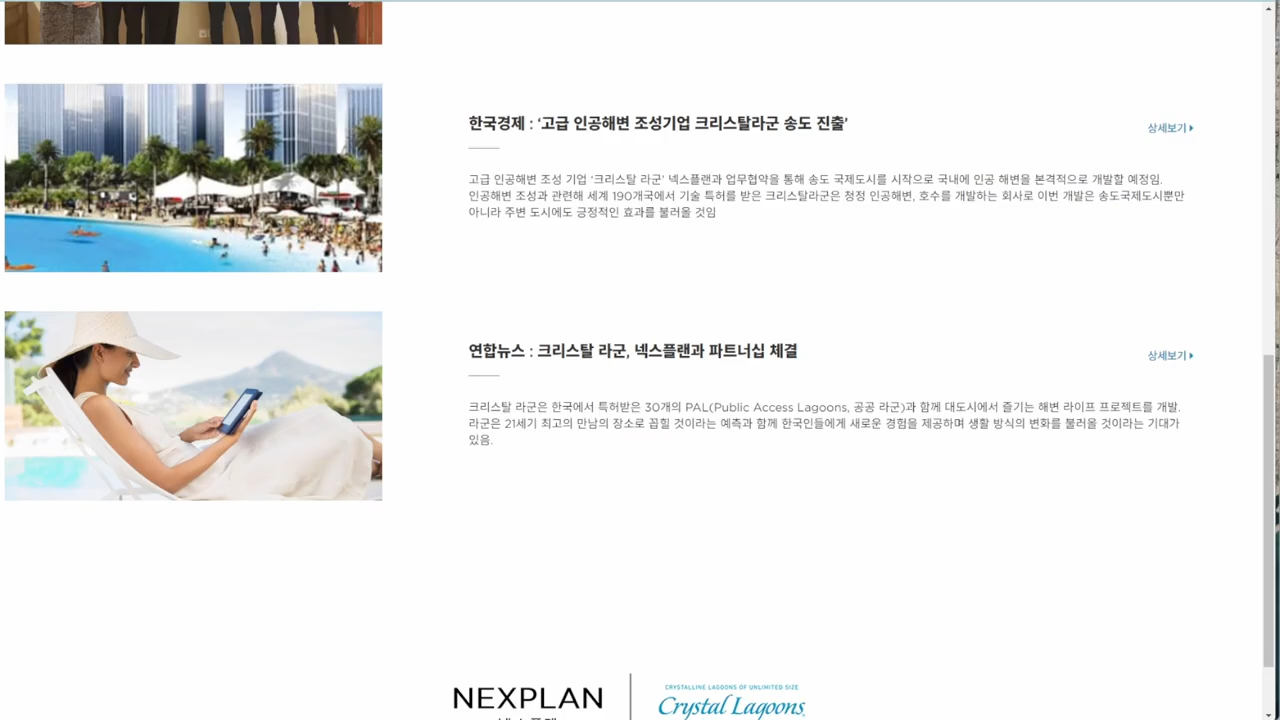 한국경제 : ‘고급 인공해변 조성기업 크리스탈라군 송도 진출’
상세보기
고급 인공해변 조성 기업 ‘크리스탈 라군’ 넥스플랜과 업무협약을 통해 송도 국제도시를 시작으로 국내에 인공 해변을 본격적으로 개발할 예정임.
인공해변 조성과 관련해 세계 190개국에서 기술 특허를 받은 크리스탈라군은 청정 인공해변, 호수를 개발하는 회사로 이번 개발은 송도국제도시뿐만
아니라 주변 도시에도 긍정적인 효과를 불러올 것임
연합뉴스 : 크리스탈 라군, 넥스플랜과 파트너십 체결
상세보기
크리스탈 라군은 한국에서 특허받은 30개의 PAL(Public Access Lagoons, 공공 라군)과 함께 대도시에서 즐기는 해변 라이프 프로젝트를 개발.
라군은 21세기 최고의 만남의 장소로 꼽힐 것이라는 예측과 함께 한국인들에게 새로운 경험을 제공하며 생활 방식의 변화를 불러올 것이라는 기대가
있음.
NEXPLAN
CRYSTALLINE LAGOONS OF UNLIMITED SIZE
Crystal Lagoons